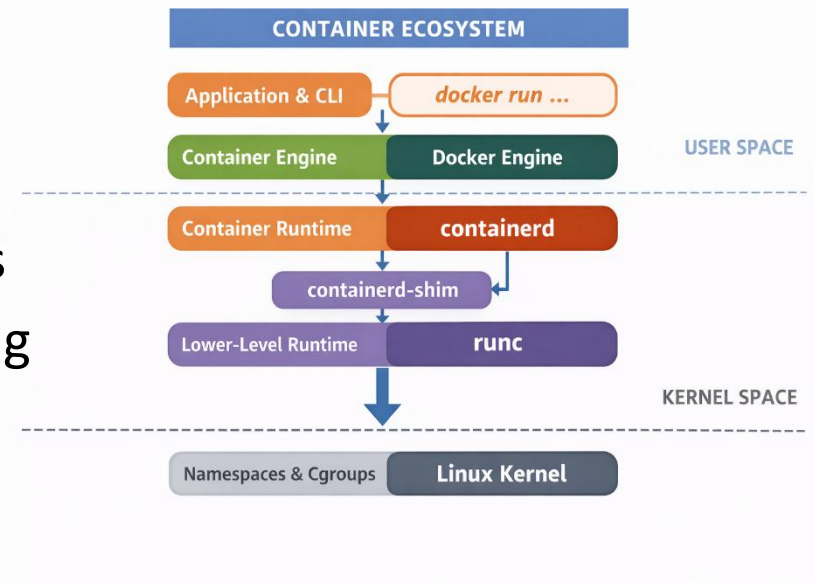 CONTAINER ECOSYSTEM
Application & CLI
docker run ...
Container Engine
Docker Engine
USER SPACE
Container Runtime
containerd
s
containerd-shim
g
Lower-Level Runtime
runc
KERNEL SPACE
Namespaces & Cgroups
Linux Kernel